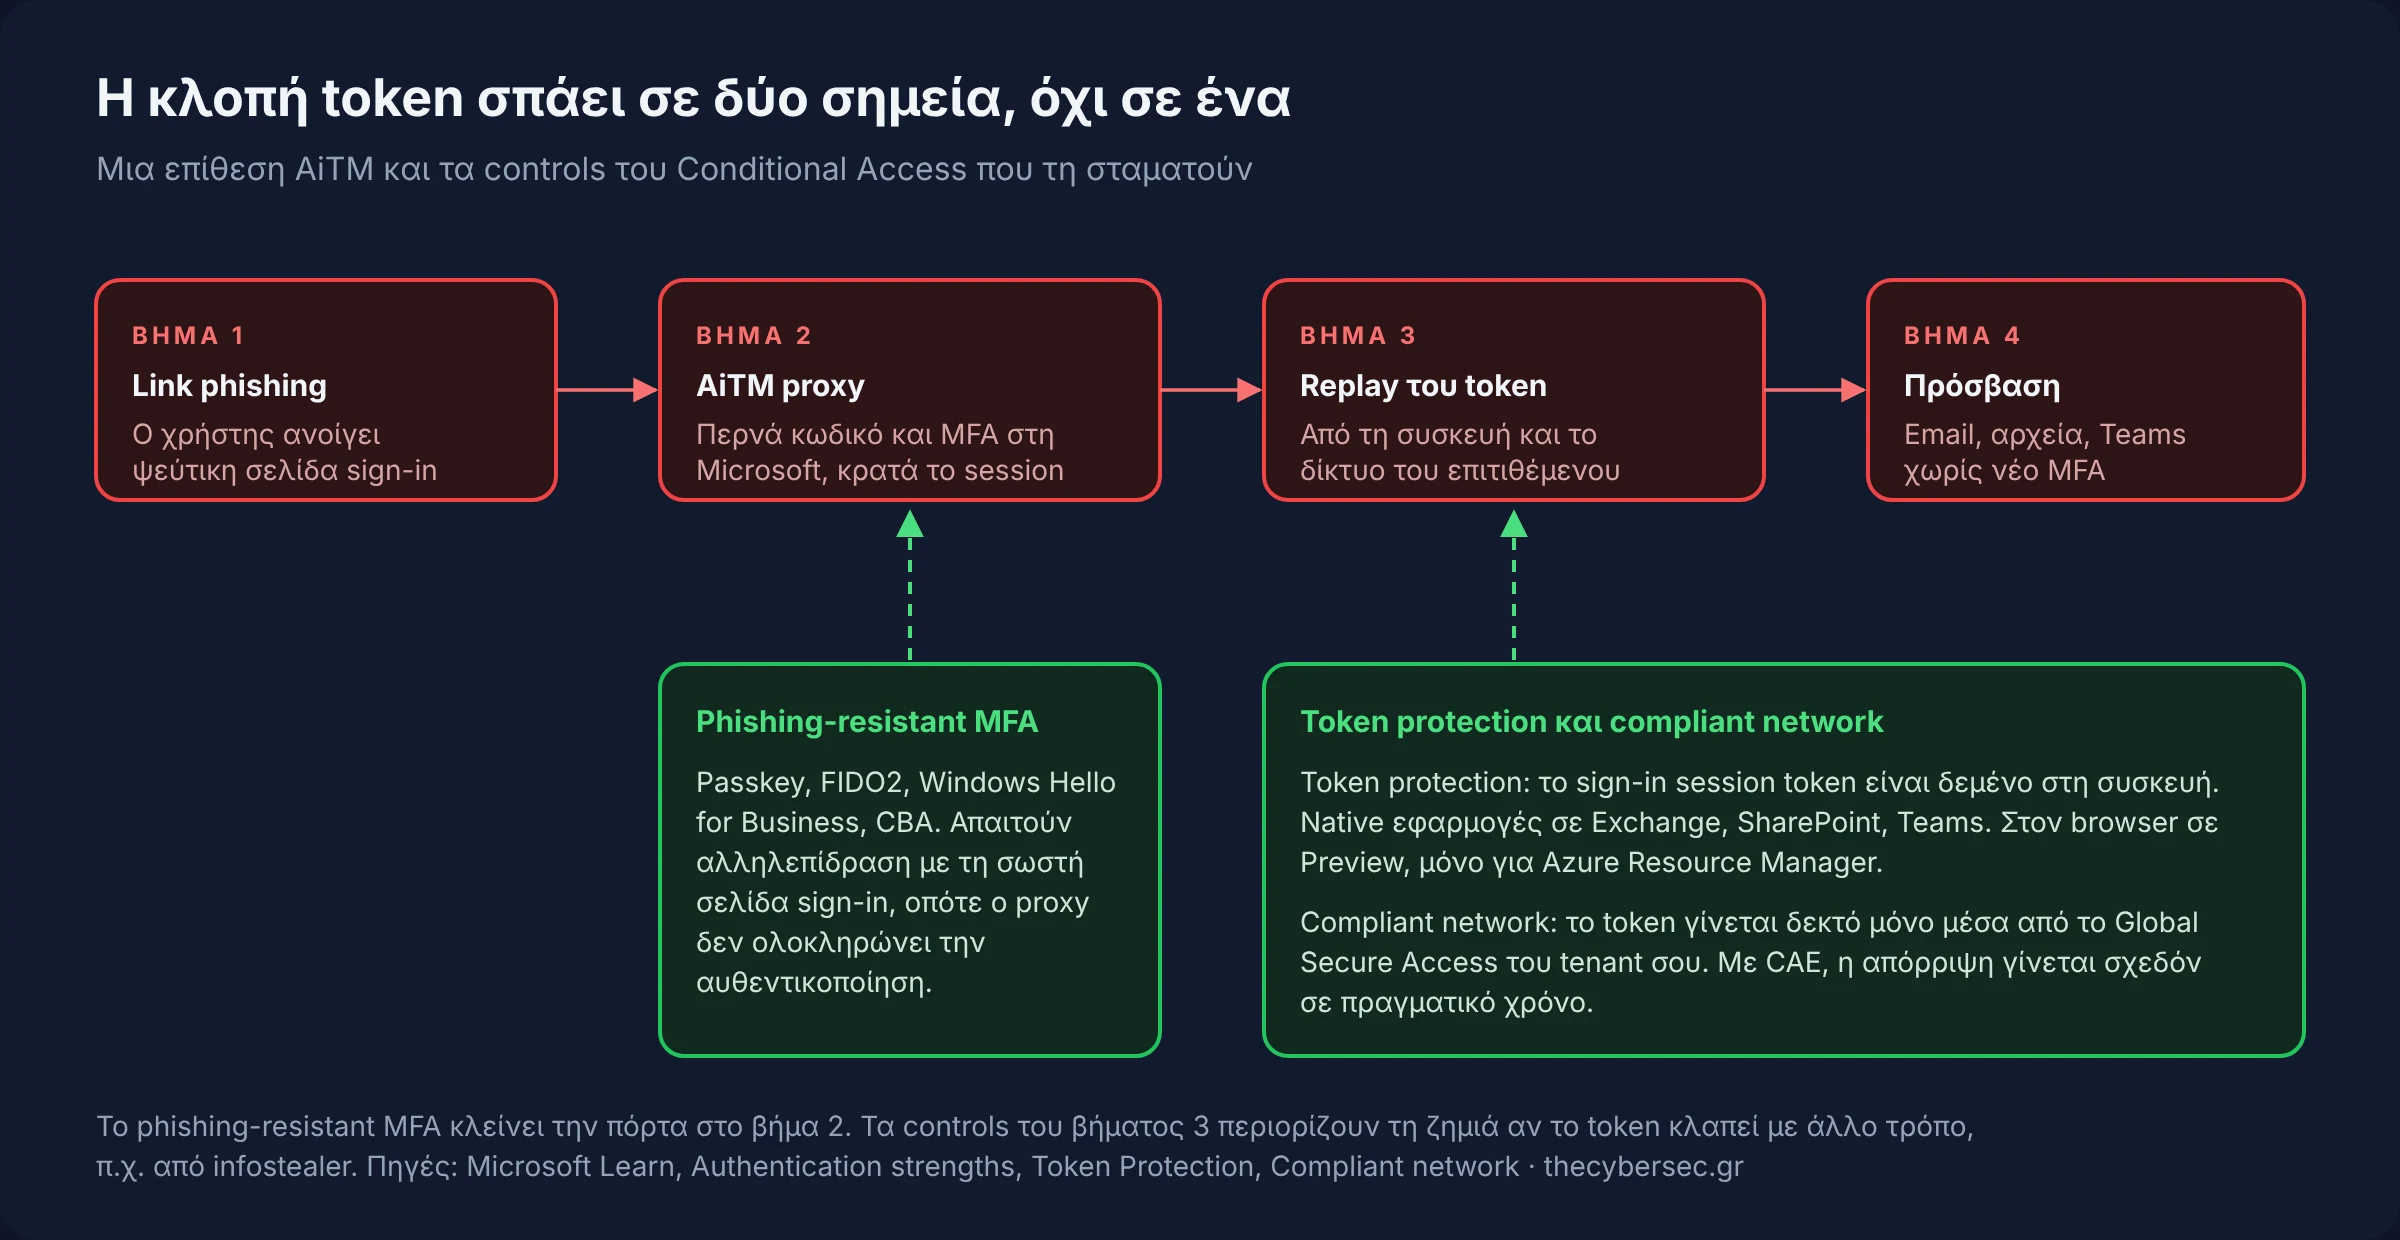 Η κλοπή token σπάει σε δύο σημεία, όχι σε ένα
Μια επίθεση AiTM και τα controls του Conditional Access που τη σταματούν
ΒΗΜΑ 1
Link phishing
Ο χρήστης ανοίγει
ψεύτικη σελίδα sign-in
ΒΗΜΑ 2
AiTM proxy
Περνά κωδικό και MFA στη
Microsoft, κρατά το session
ΒΗΜΑ 3
Replay του token
Από τη συσκευή και το
δίκτυο του επιτιθέμενου
ΒΗΜΑ 4
Πρόσβαση
Email, αρχεία, Teams
χωρίς νέο MFA
Phishing-resistant MFA
Passkey, FIDO2, Windows Hello
for Business, CBA. Απαιτούν
αλληλεπίδραση με τη σωστή
σελίδα sign-in, οπότε ο proxy
δεν ολοκληρώνει την
αυθεντικοποίηση.
Token protection και compliant network
Token protection: το sign-in session token είναι δεμένο στη συσκευή.
Native εφαρμογές σε Exchange, SharePoint, Teams. Στον browser σε
Preview, μόνο για Azure Resource Manager.
Compliant network: το token γίνεται δεκτό μόνο μέσα από το Global
Secure Access του tenant σου. Με CAE, η απόρριψη γίνεται σχεδόν
σε πραγματικό χρόνο.
Το phishing-resistant MFA κλείνει την πόρτα στο βήμα 2. Τα controls του βήματος 3 περιορίζουν τη ζημιά αν το token κλαπεί με άλλο τρόπο,
π.χ. από infostealer. Πηγές: Microsoft Learn, Authentication strengths, Token Protection, Compliant network · thecybersec.gr